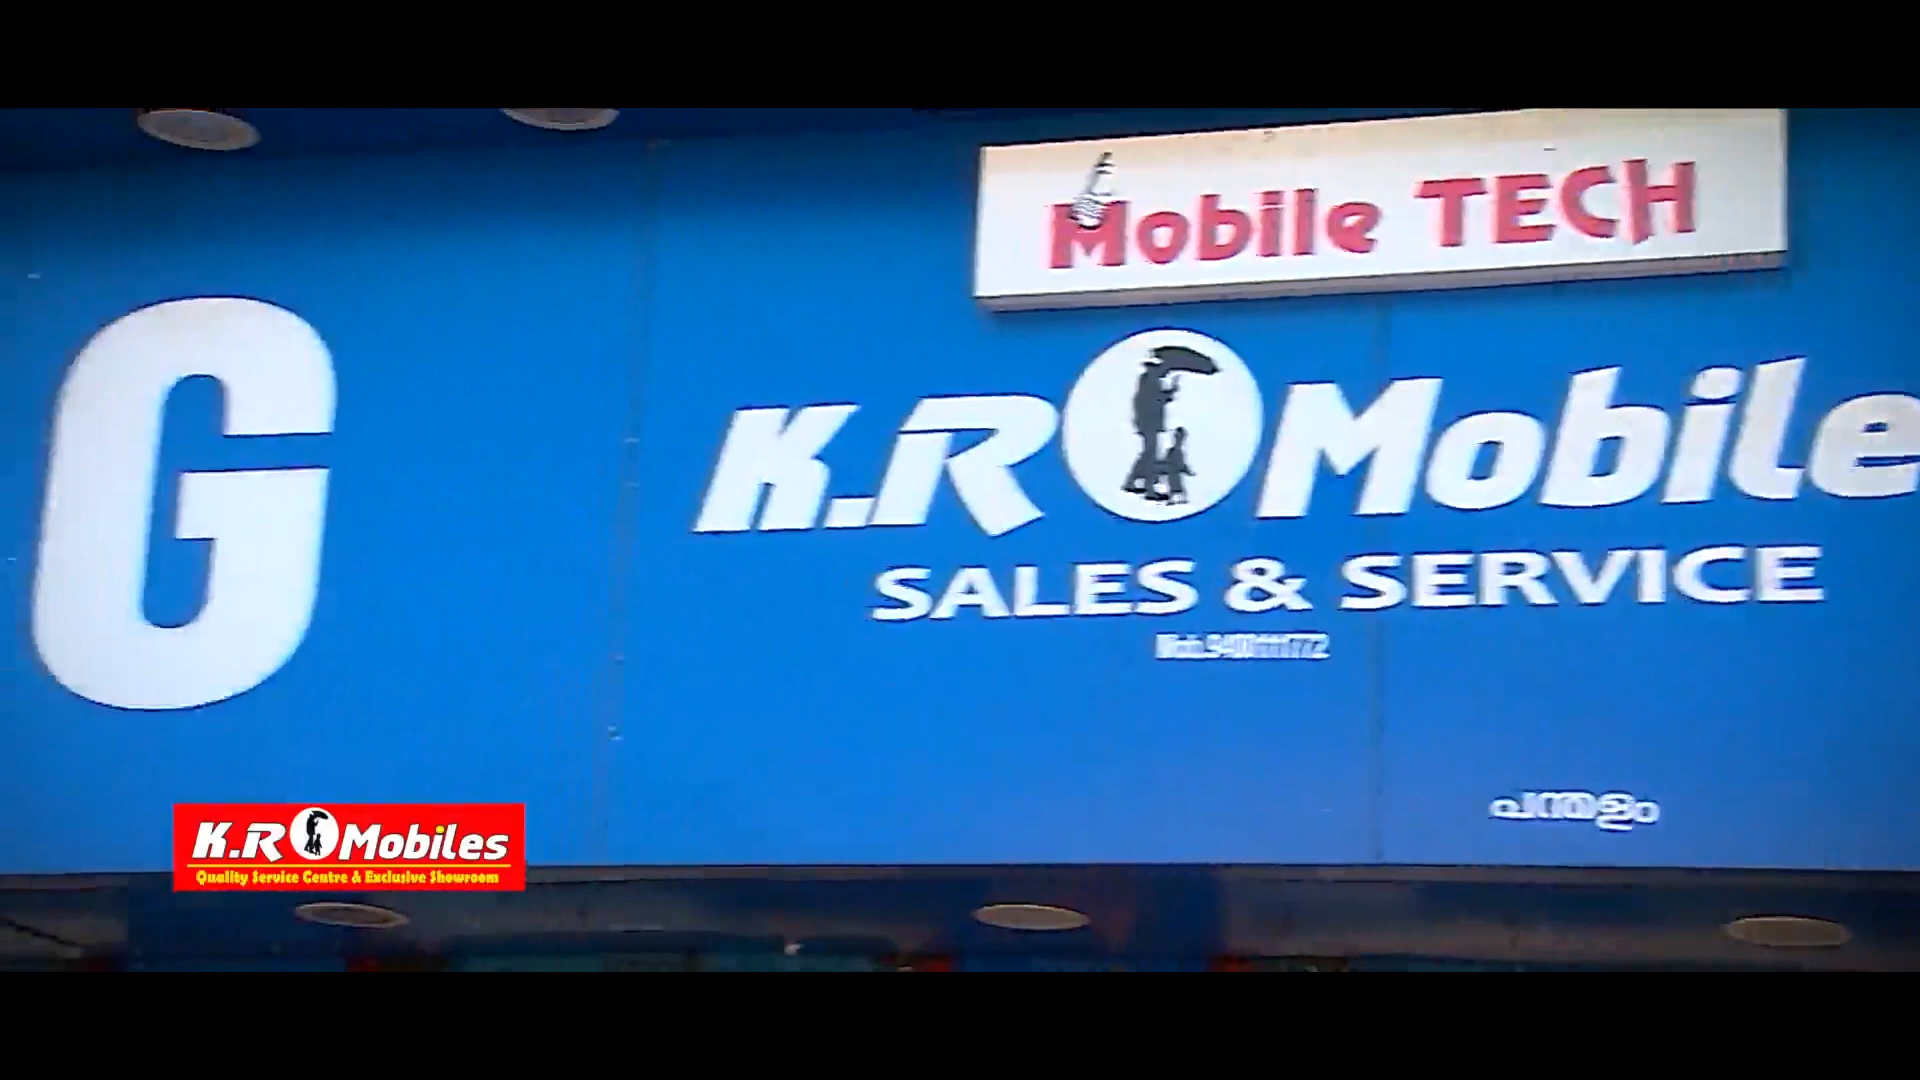 Mobile TECH
G
K.R Mobile
SALES & SERVICE
പന്തളം
K.R Mobiles
Quality Service Centre & Exclusive Showroom